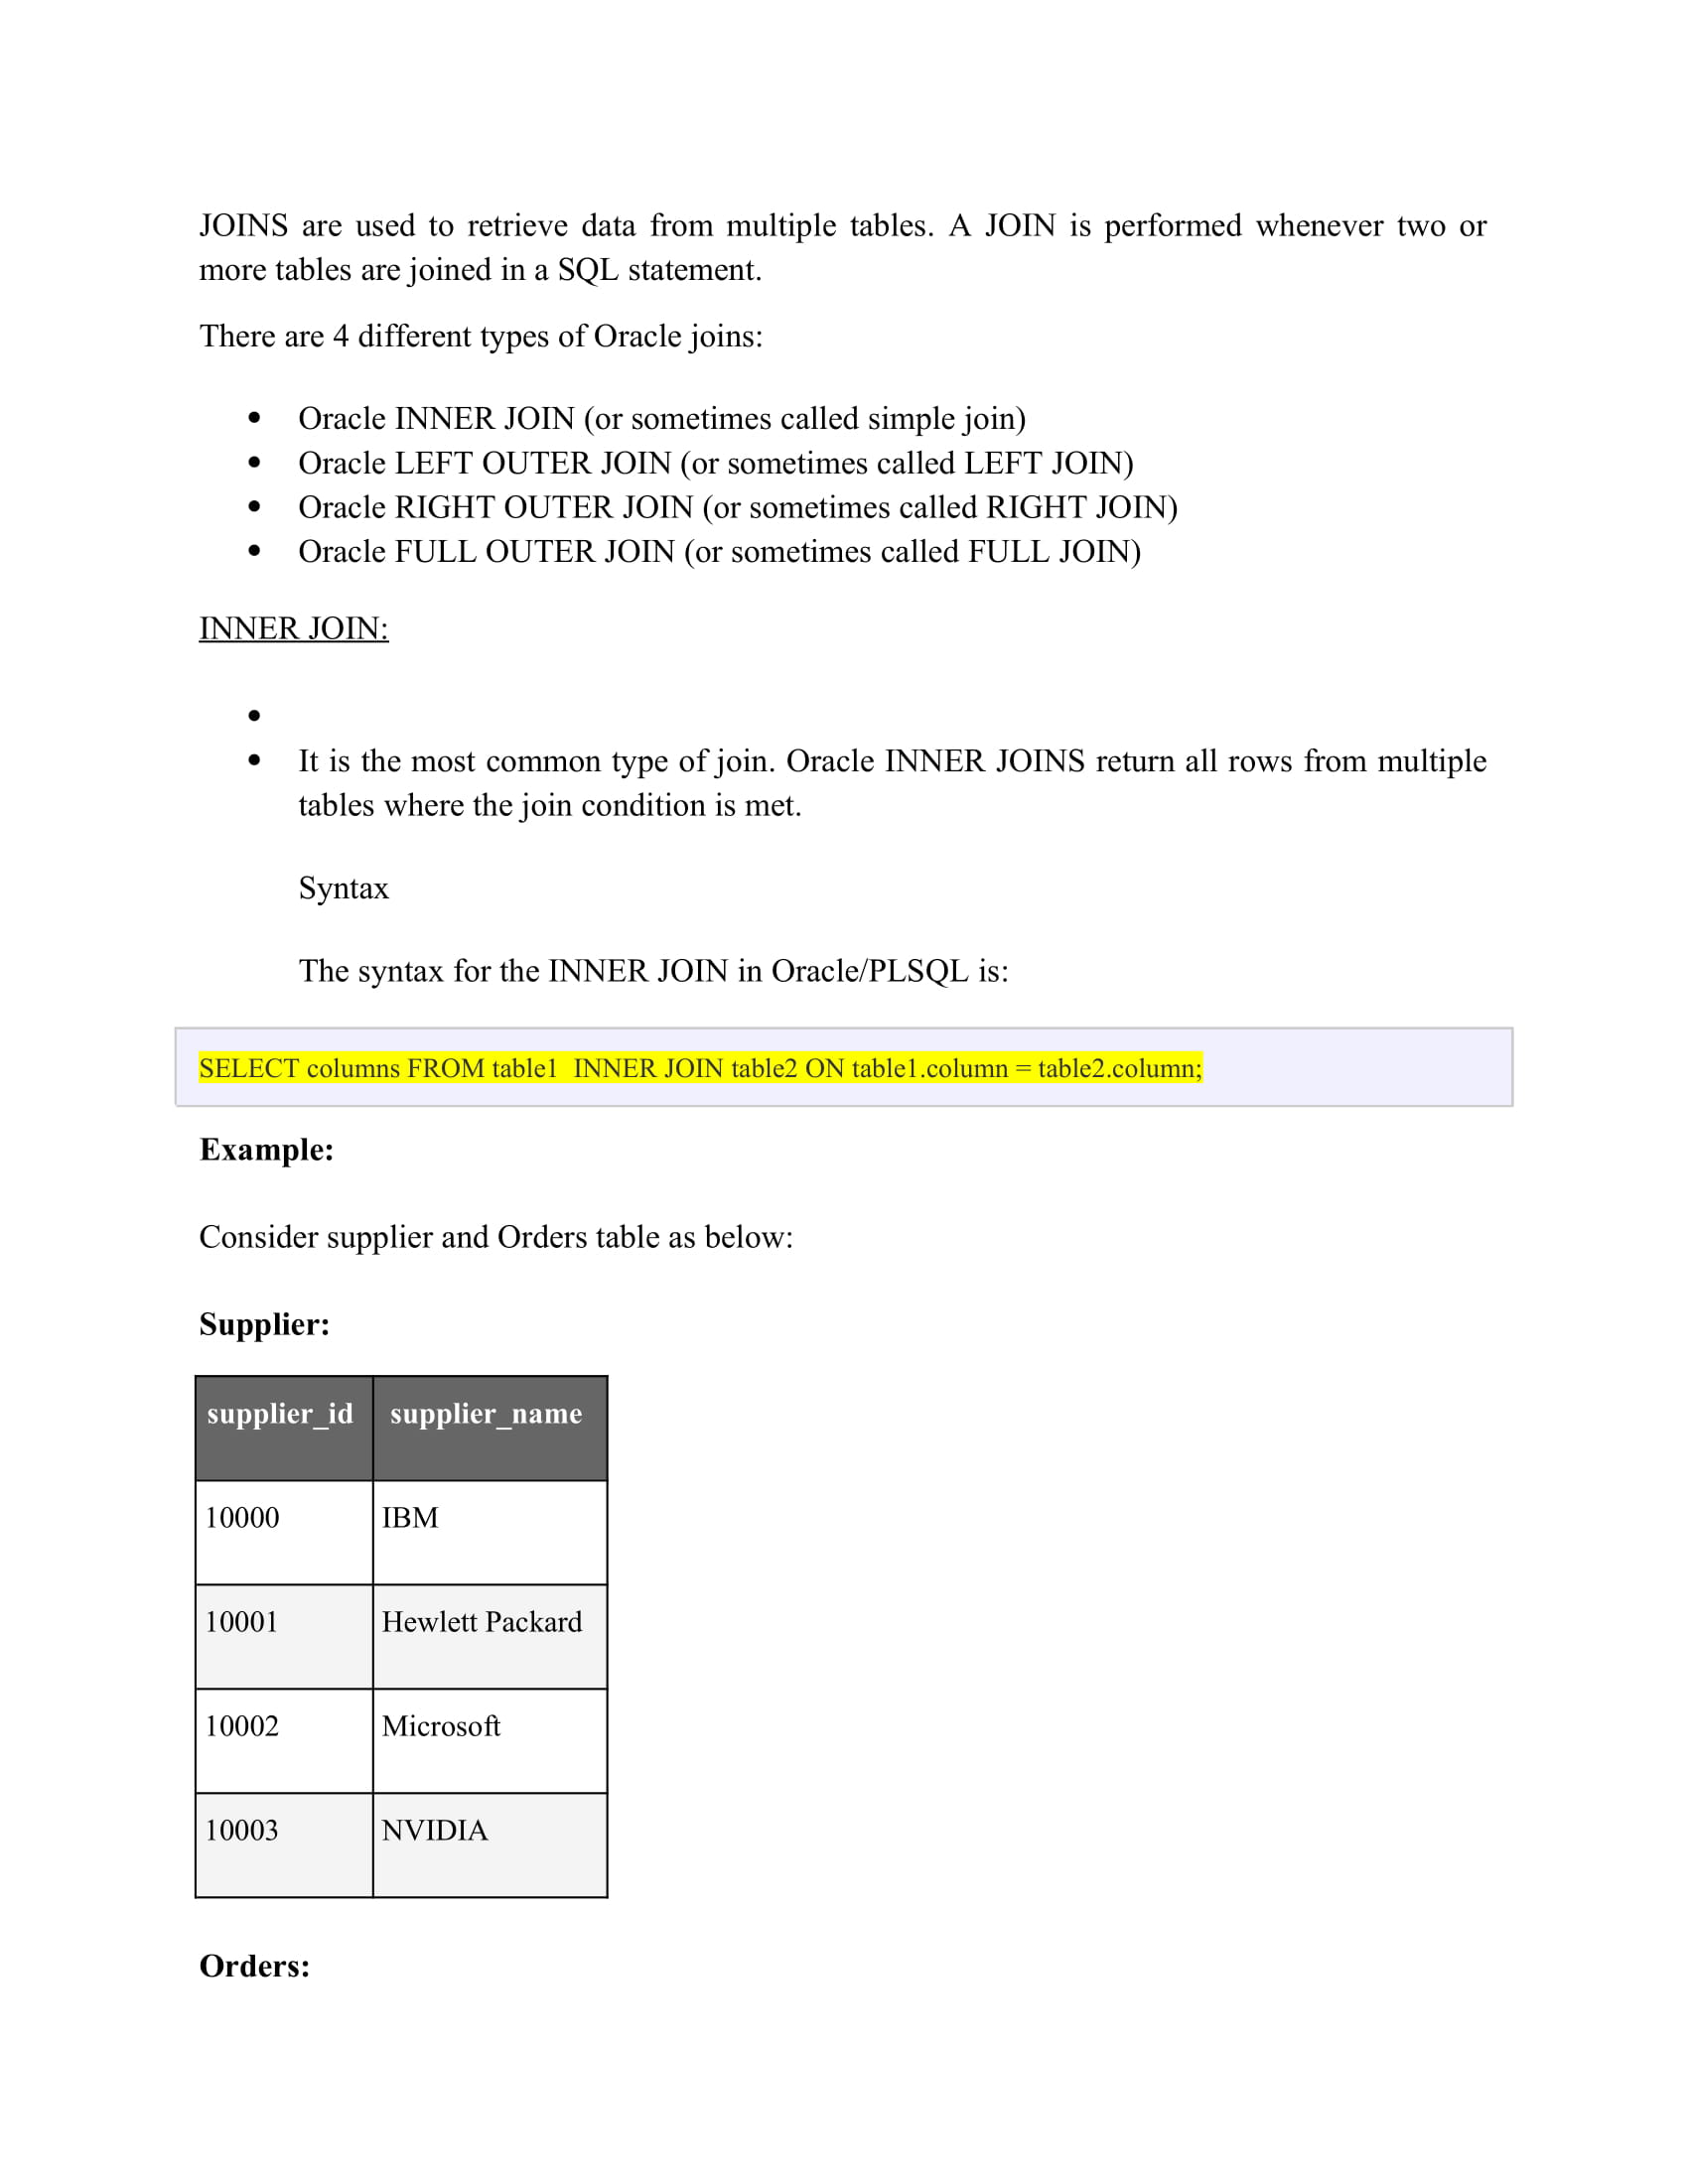 JOINS are used to retrieve data from multiple tables. A JOIN is performed whenever two or
more tables are joined in a SQL statement.
There are 4 different types of Oracle joins:
• Oracle INNER JOIN (or sometimes called simple join)
• Oracle LEFT OUTER JOIN (or sometimes called LEFT JOIN)
• Oracle RIGHT OUTER JOIN (or sometimes called RIGHT JOIN)
• Oracle FULL OUTER JOIN (or sometimes called FULL JOIN)
INNER JOIN:
•
• It is the most common type of join. Oracle INNER JOINS return all rows from multiple
tables where the join condition is met.
Syntax
The syntax for the INNER JOIN in Oracle/PLSQL is:
SELECT columns FROM table1  INNER JOIN table2 ON table1.column = table2.column;
Example:
Consider supplier and Orders table as below:
Supplier:
supplier_id supplier_name
10000 IBM
10001 Hewlett Packard
10002 Microsoft
10003 NVIDIA
Orders: